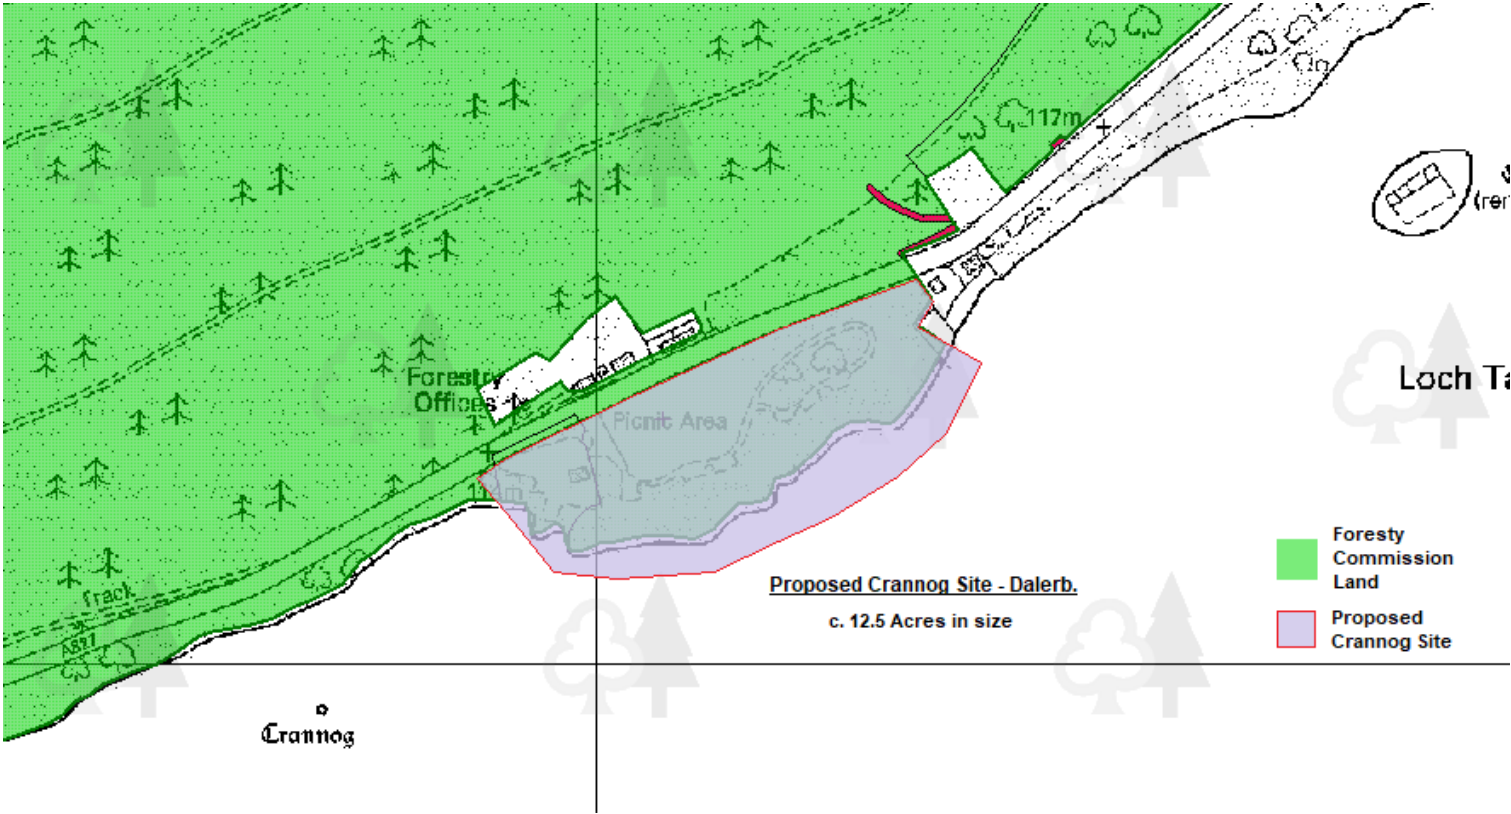 117m
(rer
Loch Ta
Forestry
Offices
Picnic Area
Track
A827
Proposed Crannog Site - Dalerb.
c. 12.5 Acres in size
Foresty
Commission
Land
Proposed
Crannog Site
Crannog